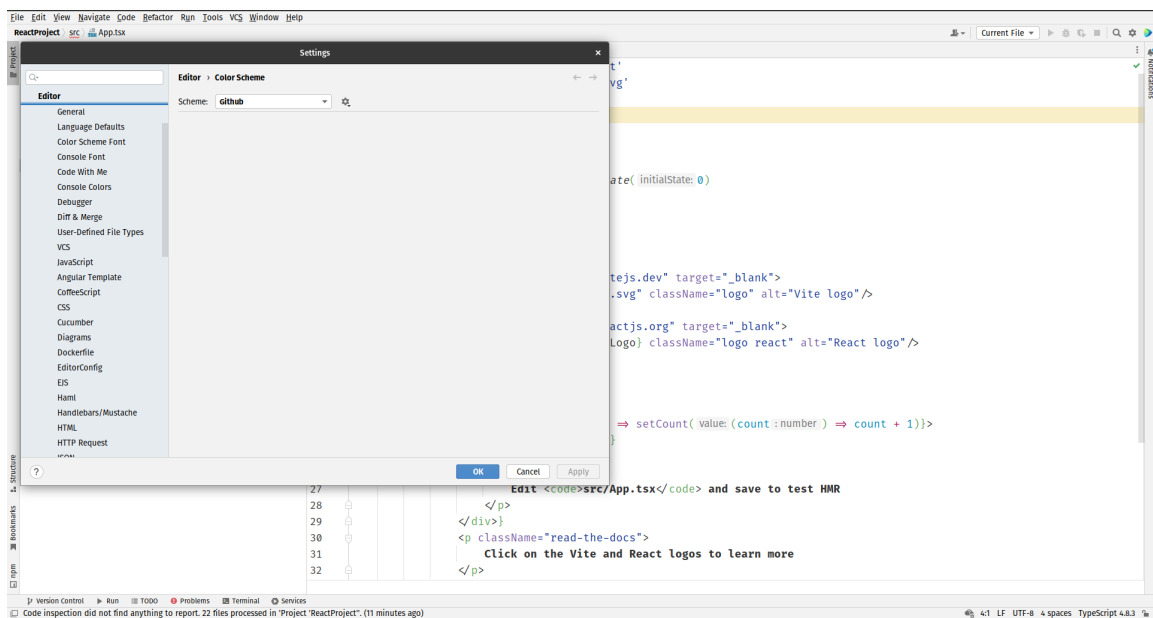 File Edit View Navigate Code Refactor Run Tools VCS Window Help
ReactProject src App.tsx Current File
Project
Structure
Bookmarks
npm
Notifications
Settings
Editor › Color Scheme
Scheme: Github
Editor
General
Language Defaults
Color Scheme Font
Console Font
Code With Me
Console Colors
Debugger
Diff & Merge
User-Defined File Types
VCS
JavaScript
Angular Template
CoffeeScript
CSS
Cucumber
Diagrams
Dockerfile
EditorConfig
EJS
Haml
Handlebars/Mustache
HTML
HTTP Request
JSON
? OK Cancel Apply
t'
vg'
ate( initialState: 0)
tejs.dev" target="_blank">
.svg" className="logo" alt="Vite logo"/>
actjs.org" target="_blank">
Logo} className="logo react" alt="React logo"/>
⇒ setCount( value: (count : number ) ⇒ count + 1)}>
}
27 Edit <code>src/App.tsx</code> and save to test HMR
28 </p>
29 </div>}
30 <p className="read-the-docs">
31 Click on the Vite and React logos to learn more
32 </p>
Version Control Run TODO Problems Terminal Services
Code inspection did not find anything to report. 22 files processed in 'Project 'ReactProject''. (11 minutes ago) 4:1 LF UTF-8 4 spaces TypeScript 4.8.3